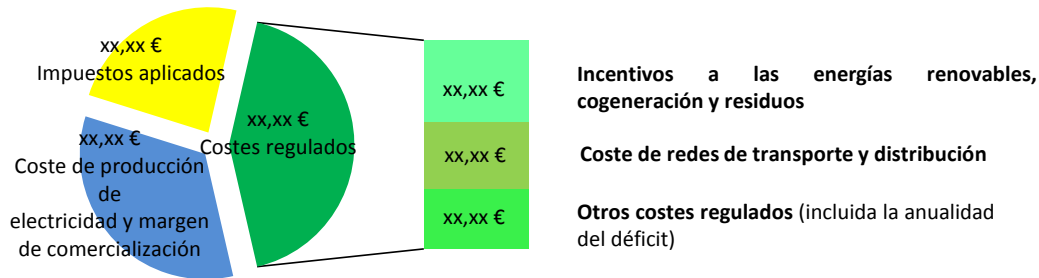 xx,xx €
Impuestos aplicados
xx,xx €
Costes regulados
xx,xx €
Coste de producción
de
electricidad y margen
de comercialización
xx,xx €
Incentivos a las energías renovables,
cogeneración y residuos
xx,xx €
Coste de redes de transporte y distribución
xx,xx €
Otros costes regulados (incluida la anualidad
del déficit)